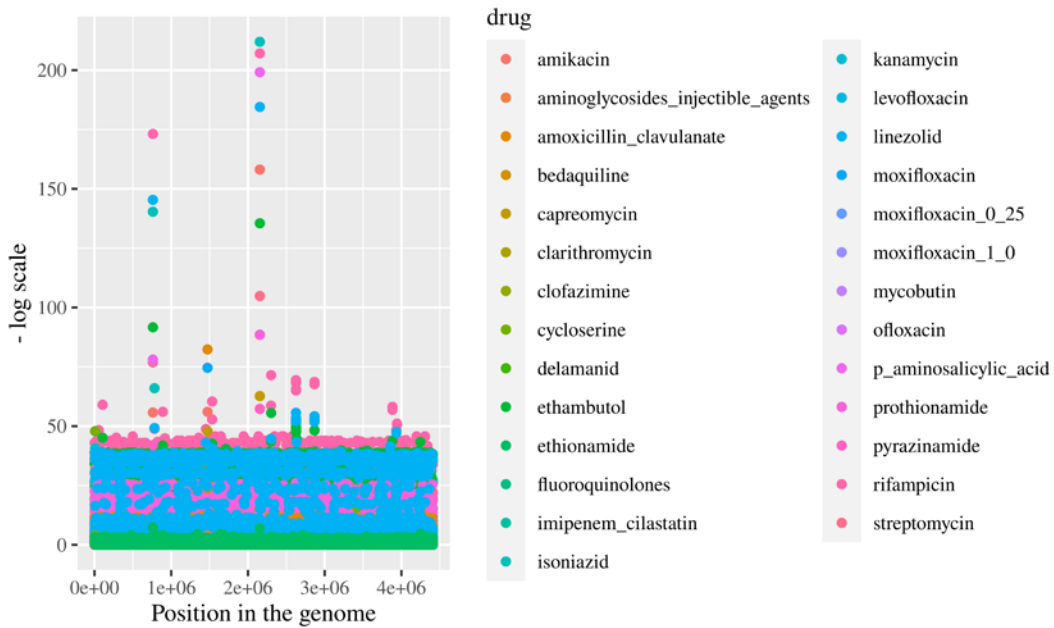 200
150
100
50
0
- log scale
0e+00 1e+06 2e+06 3e+06 4e+06
Position in the genome
drug
amikacin
aminoglycosides_injectible_agents
amoxicillin_clavulanate
bedaquiline
capreomycin
clarithromycin
clofazimine
cycloserine
delamanid
ethambutol
ethionamide
fluoroquinolones
imipenem_cilastatin
isoniazid
kanamycin
levofloxacin
linezolid
moxifloxacin
moxifloxacin_0_25
moxifloxacin_1_0
mycobutin
ofloxacin
p_aminosalicylic_acid
prothionamide
pyrazinamide
rifampicin
streptomycin